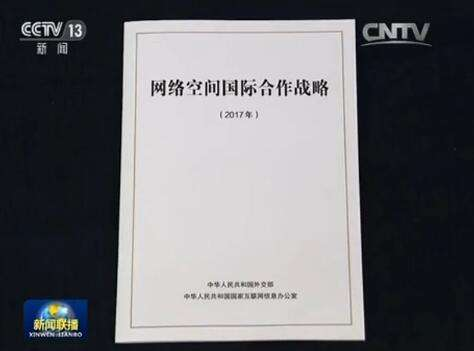 CCTV 13
新闻
CNTV
网络空间国际合作战略
（2017年）
中华人民共和国外交部
中华人民共和国国家互联网信息办公室
新闻联播
XINWEN LIANBO